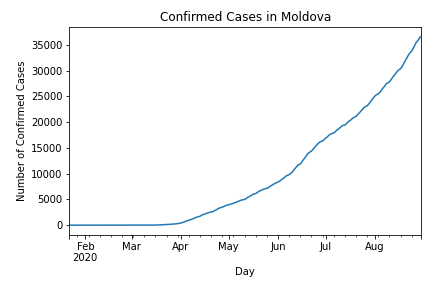 Confirmed Cases in Moldova
Number of Confirmed Cases
35000
30000
25000
20000
15000
10000
5000
0
Feb Mar Apr May Jun Jul Aug
2020
Day